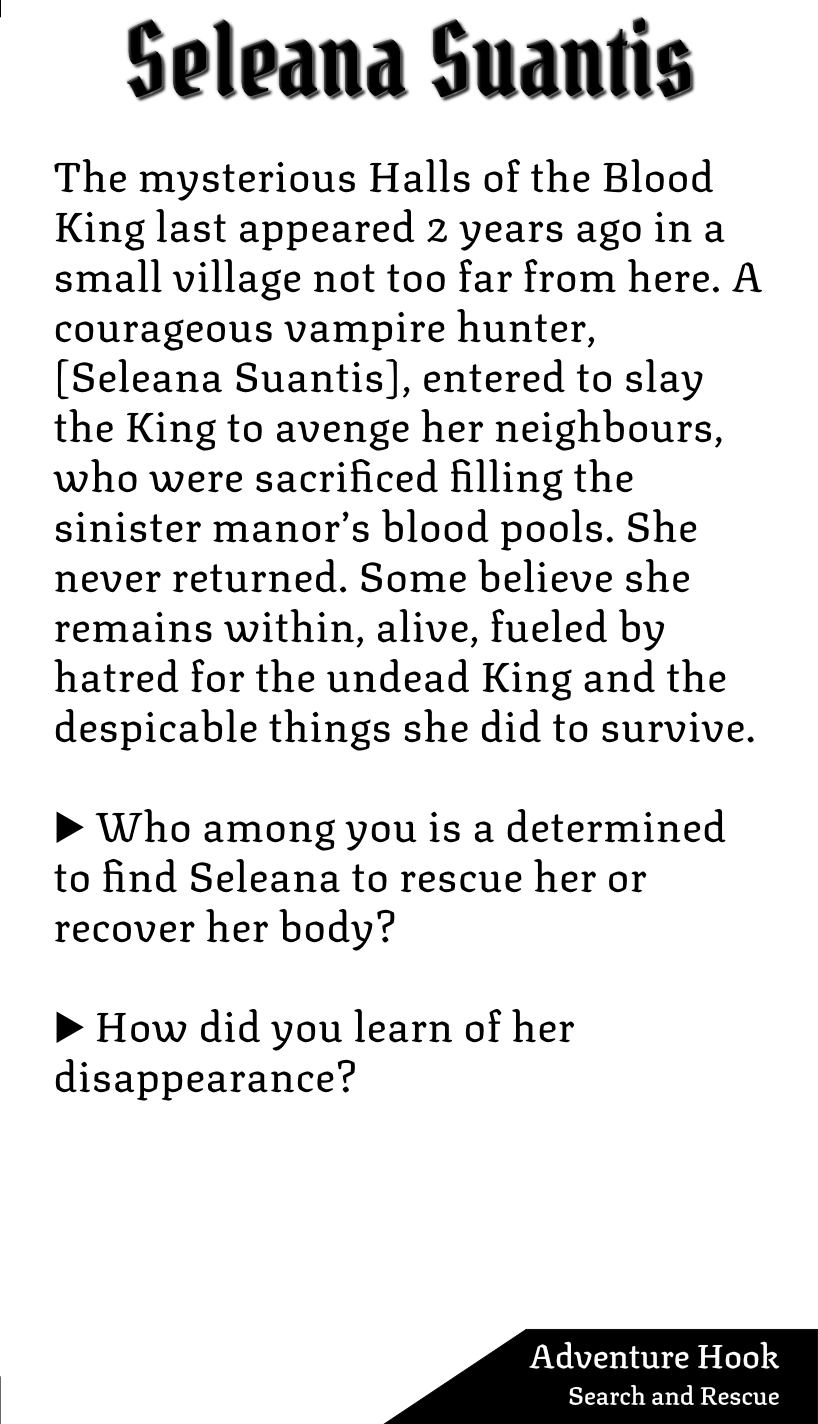 Seleana Suantis
The mysterious Halls of the Blood
King last appeared 2 years ago in a
small village not too far from here. A
courageous vampire hunter,
[Seleana Suantis], entered to slay
the King to avenge her neighbours,
who were sacrificed filling the
sinister manor’s blood pools. She
never returned. Some believe she
remains within, alive, fueled by
hatred for the undead King and the
despicable things she did to survive.
▶ Who among you is a determined
to find Seleana to rescue her or
recover her body?
▶ How did you learn of her
disappearance?
Adventure Hook
Search and Rescue